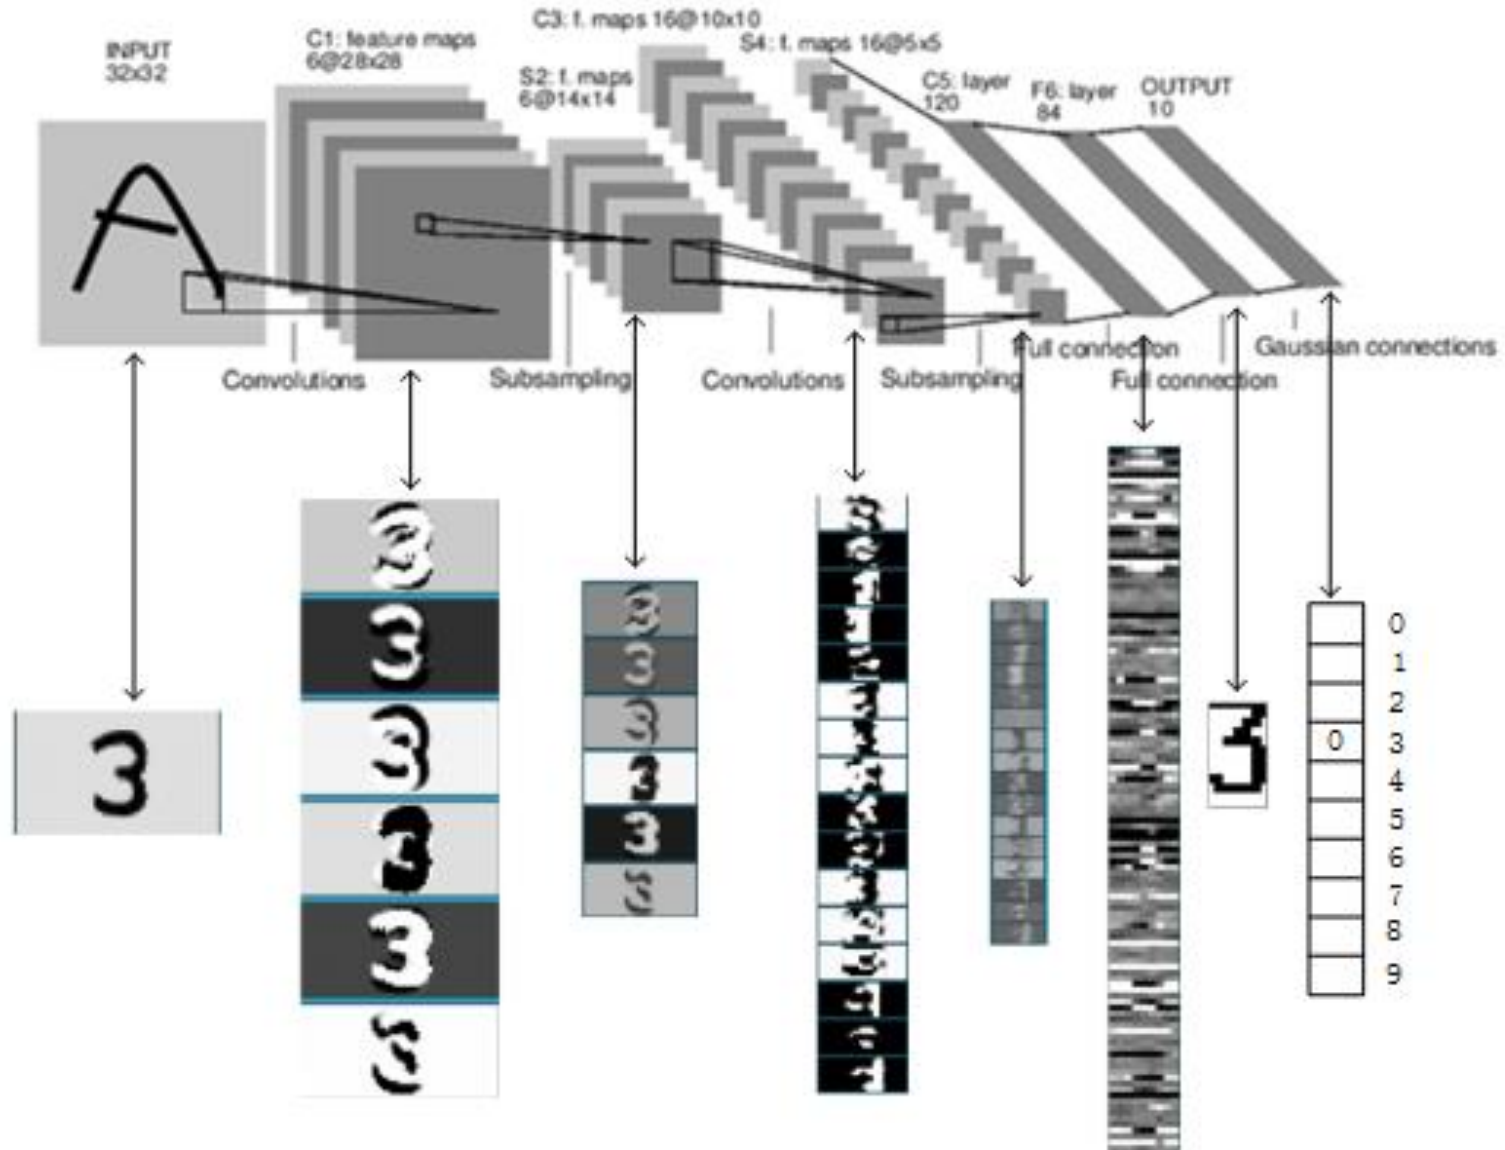 INPUT
32x32
C1: feature maps
6@28x28
S2: f. maps
6@14x14
C3: f. maps 16@10x10
S4: f. maps 16@5x5
C5: layer
120
F6: layer
84
OUTPUT
10
Convolutions
Subsampling
Convolutions
Subsampling
Full connection
Full connection
Gaussian connections
A
3
3
0
0
1
2
3
4
5
6
7
8
9